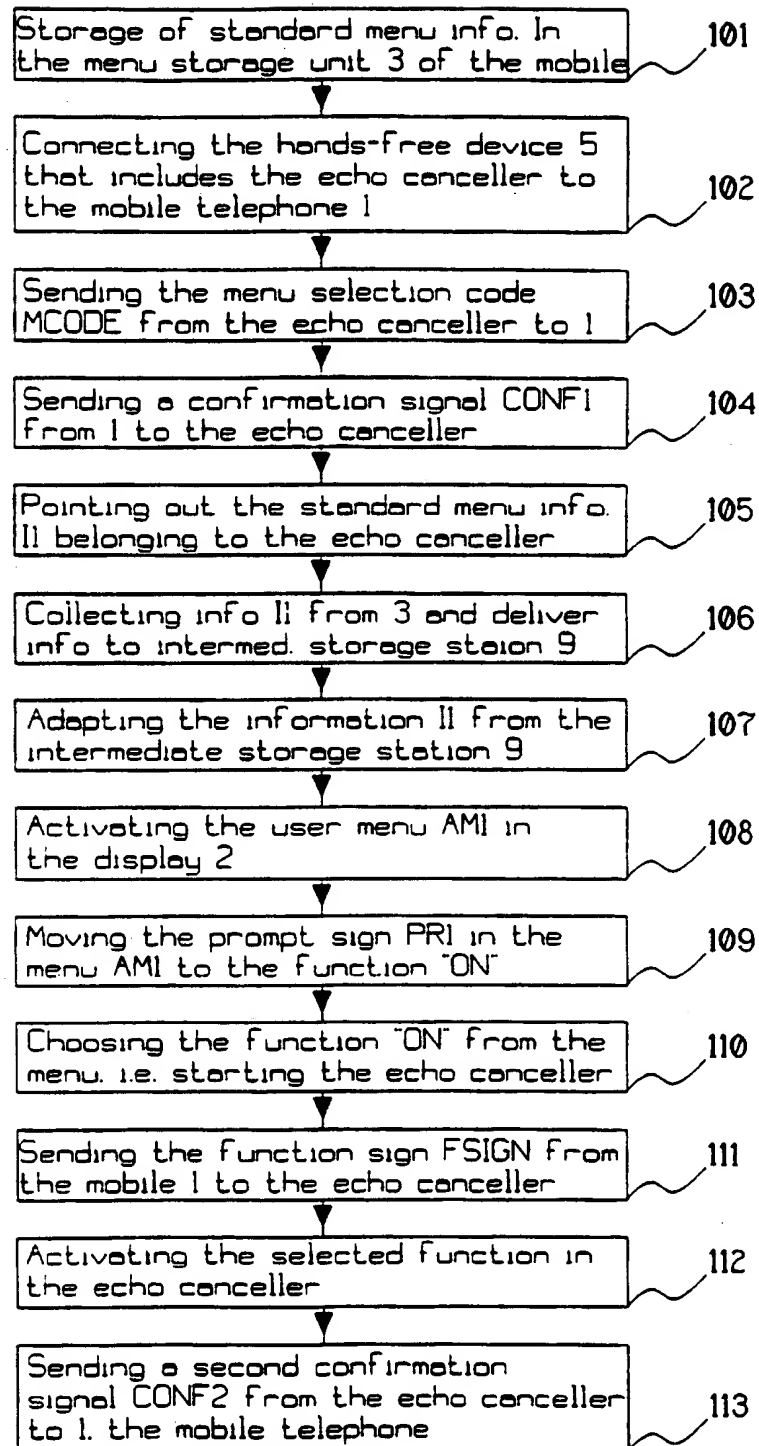 Storage of standard menu info. In
the menu storage unit 3 of the mobile
101
Connecting the hands-free device 5
that includes the echo canceller to
the mobile telephone 1
102
Sending the menu selection code
MCODE from the echo canceller to 1
103
Sending a confirmation signal CONF1
from 1 to the echo canceller
104
Pointing out the standard menu info.
I1 belonging to the echo canceller
105
Collecting info I1 from 3 and deliver
info to intermed. storage staion 9
106
Adapting the information I1 from the
intermediate storage station 9
107
Activating the user menu AM1 in
the display 2
108
Moving the prompt sign PR1 in the
menu AM1 to the function "ON"
109
Choosing the function "ON" from the
menu. i.e. starting the echo canceller
110
Sending the function sign FSIGN from
the mobile 1 to the echo canceller
111
Activating the selected function in
the echo canceller
112
Sending a second confirmation
signal CONF2 from the echo canceller
to 1. the mobile telephone
113